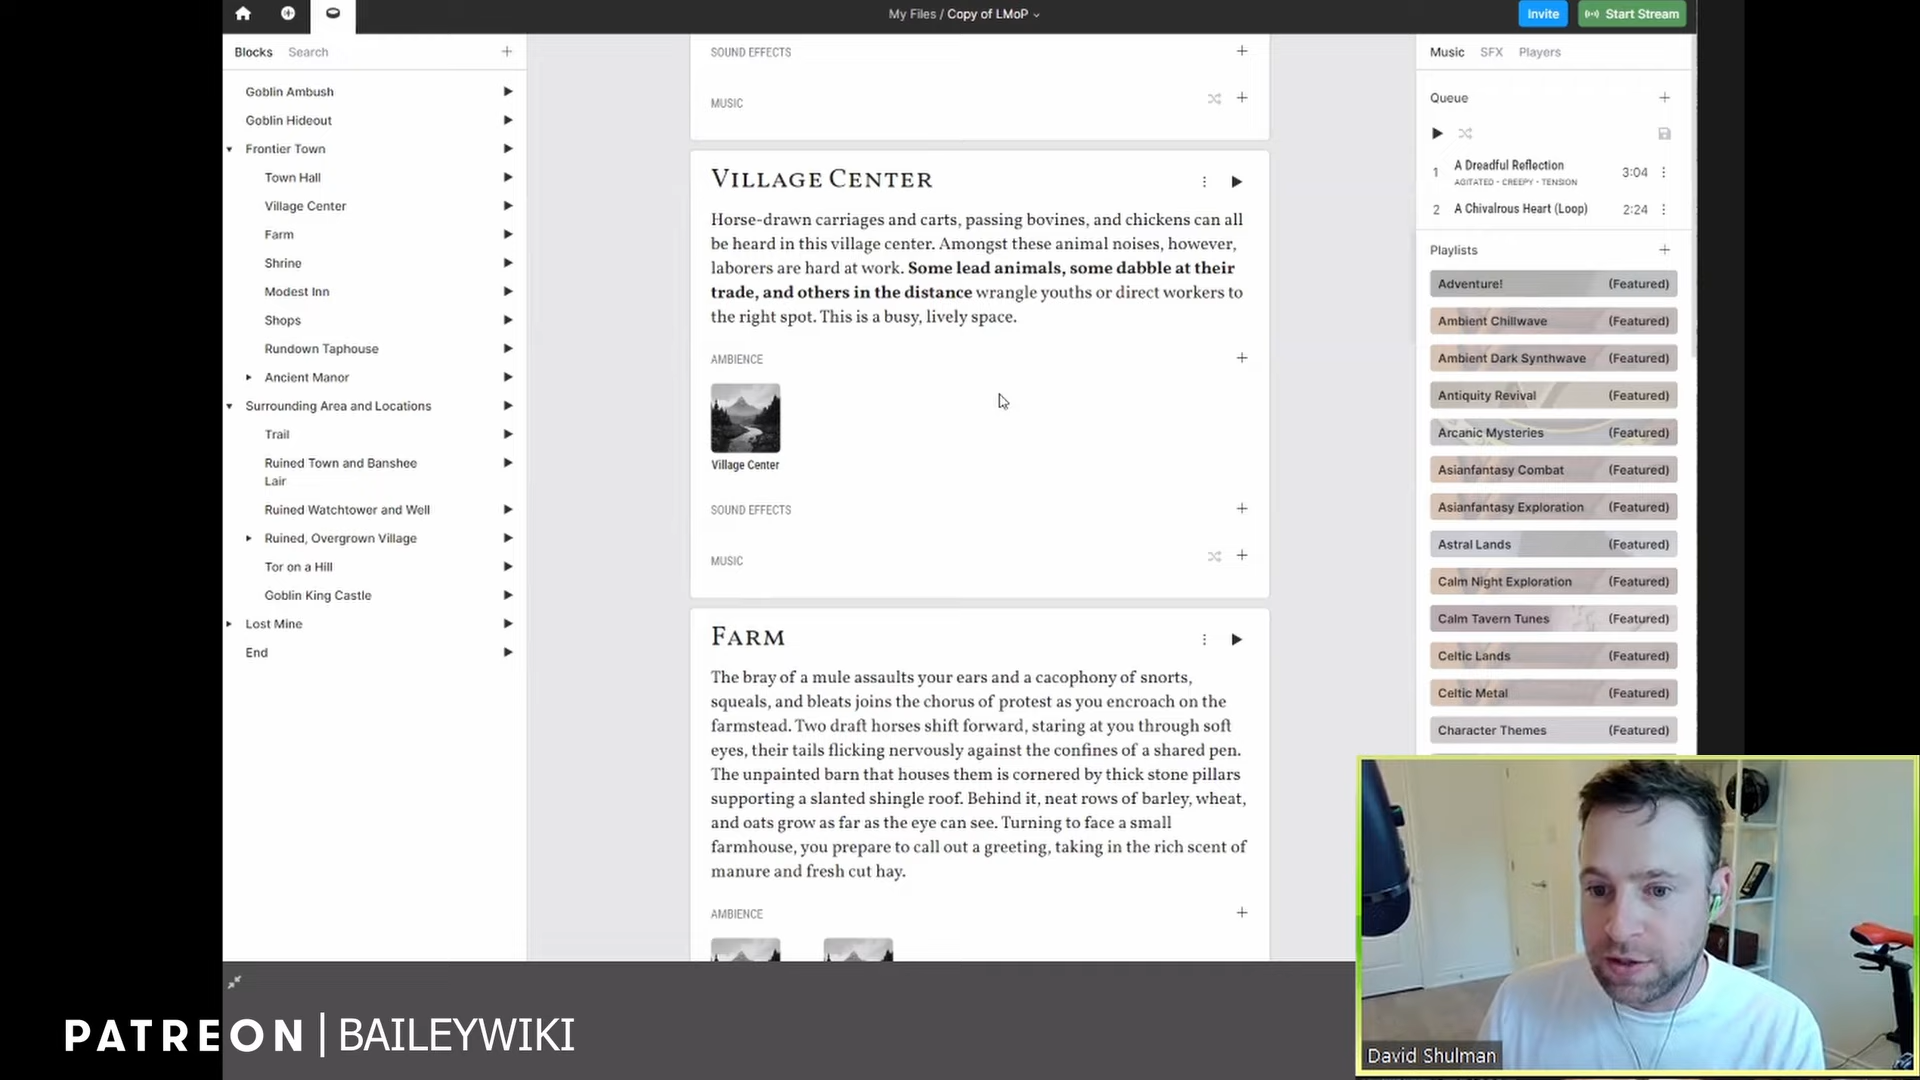 My Files / Copy of LMoP
Invite
Start Stream
Blocks
Search
Goblin Ambush
Goblin Hideout
Frontier Town
Town Hall
Village Center
Farm
Shrine
Modest Inn
Shops
Rundown Taphouse
Ancient Manor
Surrounding Area and Locations
Trail
Ruined Town and Banshee
Lair
Ruined Watchtower and Well
Ruined, Overgrown Village
Tor on a Hill
Goblin King Castle
Lost Mine
End
SOUND EFFECTS
MUSIC
VILLAGE CENTER
Horse-drawn carriages and carts, passing bovines, and chickens can all
be heard in this village center. Amongst these animal noises, however,
laborers are hard at work. Some lead animals, some dabble at their
trade, and others in the distance wrangle youths or direct workers to
the right spot. This is a busy, lively space.
AMBIENCE
Village Center
SOUND EFFECTS
MUSIC
FARM
The bray of a mule assaults your ears and a cacophony of snorts,
squeals, and bleats joins the chorus of protest as you encroach on the
farmstead. Two draft horses shift forward, staring at you through soft
eyes, their tails flicking nervously against the confines of a shared pen.
The unpainted barn that houses them is cornered by thick stone pillars
supporting a slanted shingle roof. Behind it, neat rows of barley, wheat,
and oats grow as far as the eye can see. Turning to face a small
farmhouse, you prepare to call out a greeting, taking in the rich scent of
manure and fresh cut hay.
AMBIENCE
Music
SFX
Players
Queue
1 A Dreadful Reflection 3:04
AGITATED - CREEPY - TENSION
2 A Chivalrous Heart (Loop) 2:24
Playlists
Adventure! (Featured)
Ambient Chillwave (Featured)
Ambient Dark Synthwave (Featured)
Antiquity Revival (Featured)
Arcanic Mysteries (Featured)
Asianfantasy Combat (Featured)
Asianfantasy Exploration (Featured)
Astral Lands (Featured)
Calm Night Exploration (Featured)
Calm Tavern Tunes (Featured)
Celtic Lands (Featured)
Celtic Metal (Featured)
Character Themes (Featured)
PATREON | BAILEYWIKI
David Shulman